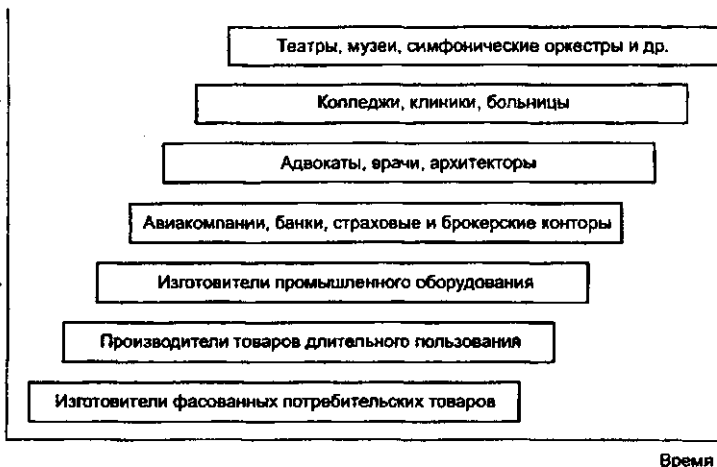 Театры, музеи, симфонические оркестры и др.
Колледжи, клиники, больницы
Адвокаты, врачи, архитекторы
Авиакомпании, банки, страховые и брокерские конторы
Изготовители промышленного оборудования
Производители товаров длительного пользования
Изготовители фасованных потребительских товаров
Время